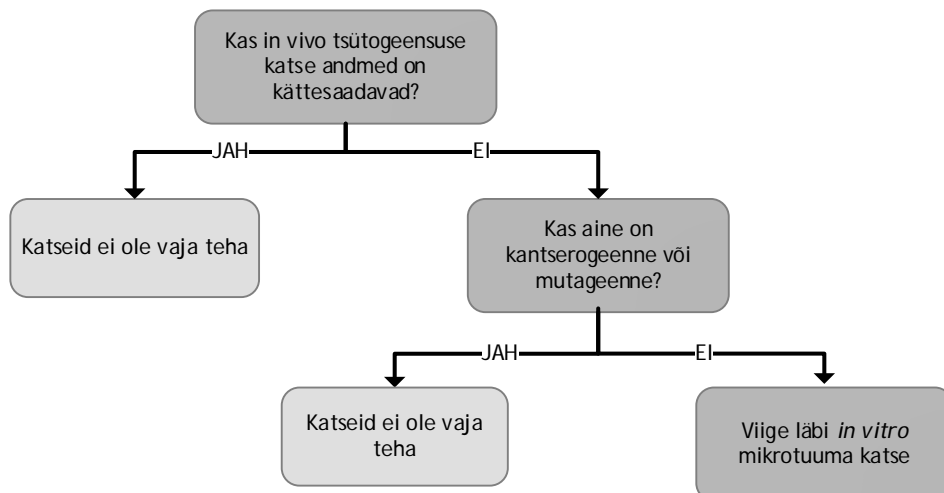 Kas in vivo tsütogeensuse
katse andmed on
kättesaadavad?
JAH
EI
Katseid ei ole vaja teha
Kas aine on
kantserogeenne või
mutageenne?
JAH
EI
Katseid ei ole vaja
teha
Viige läbi in vitro
mikrotuuma katse